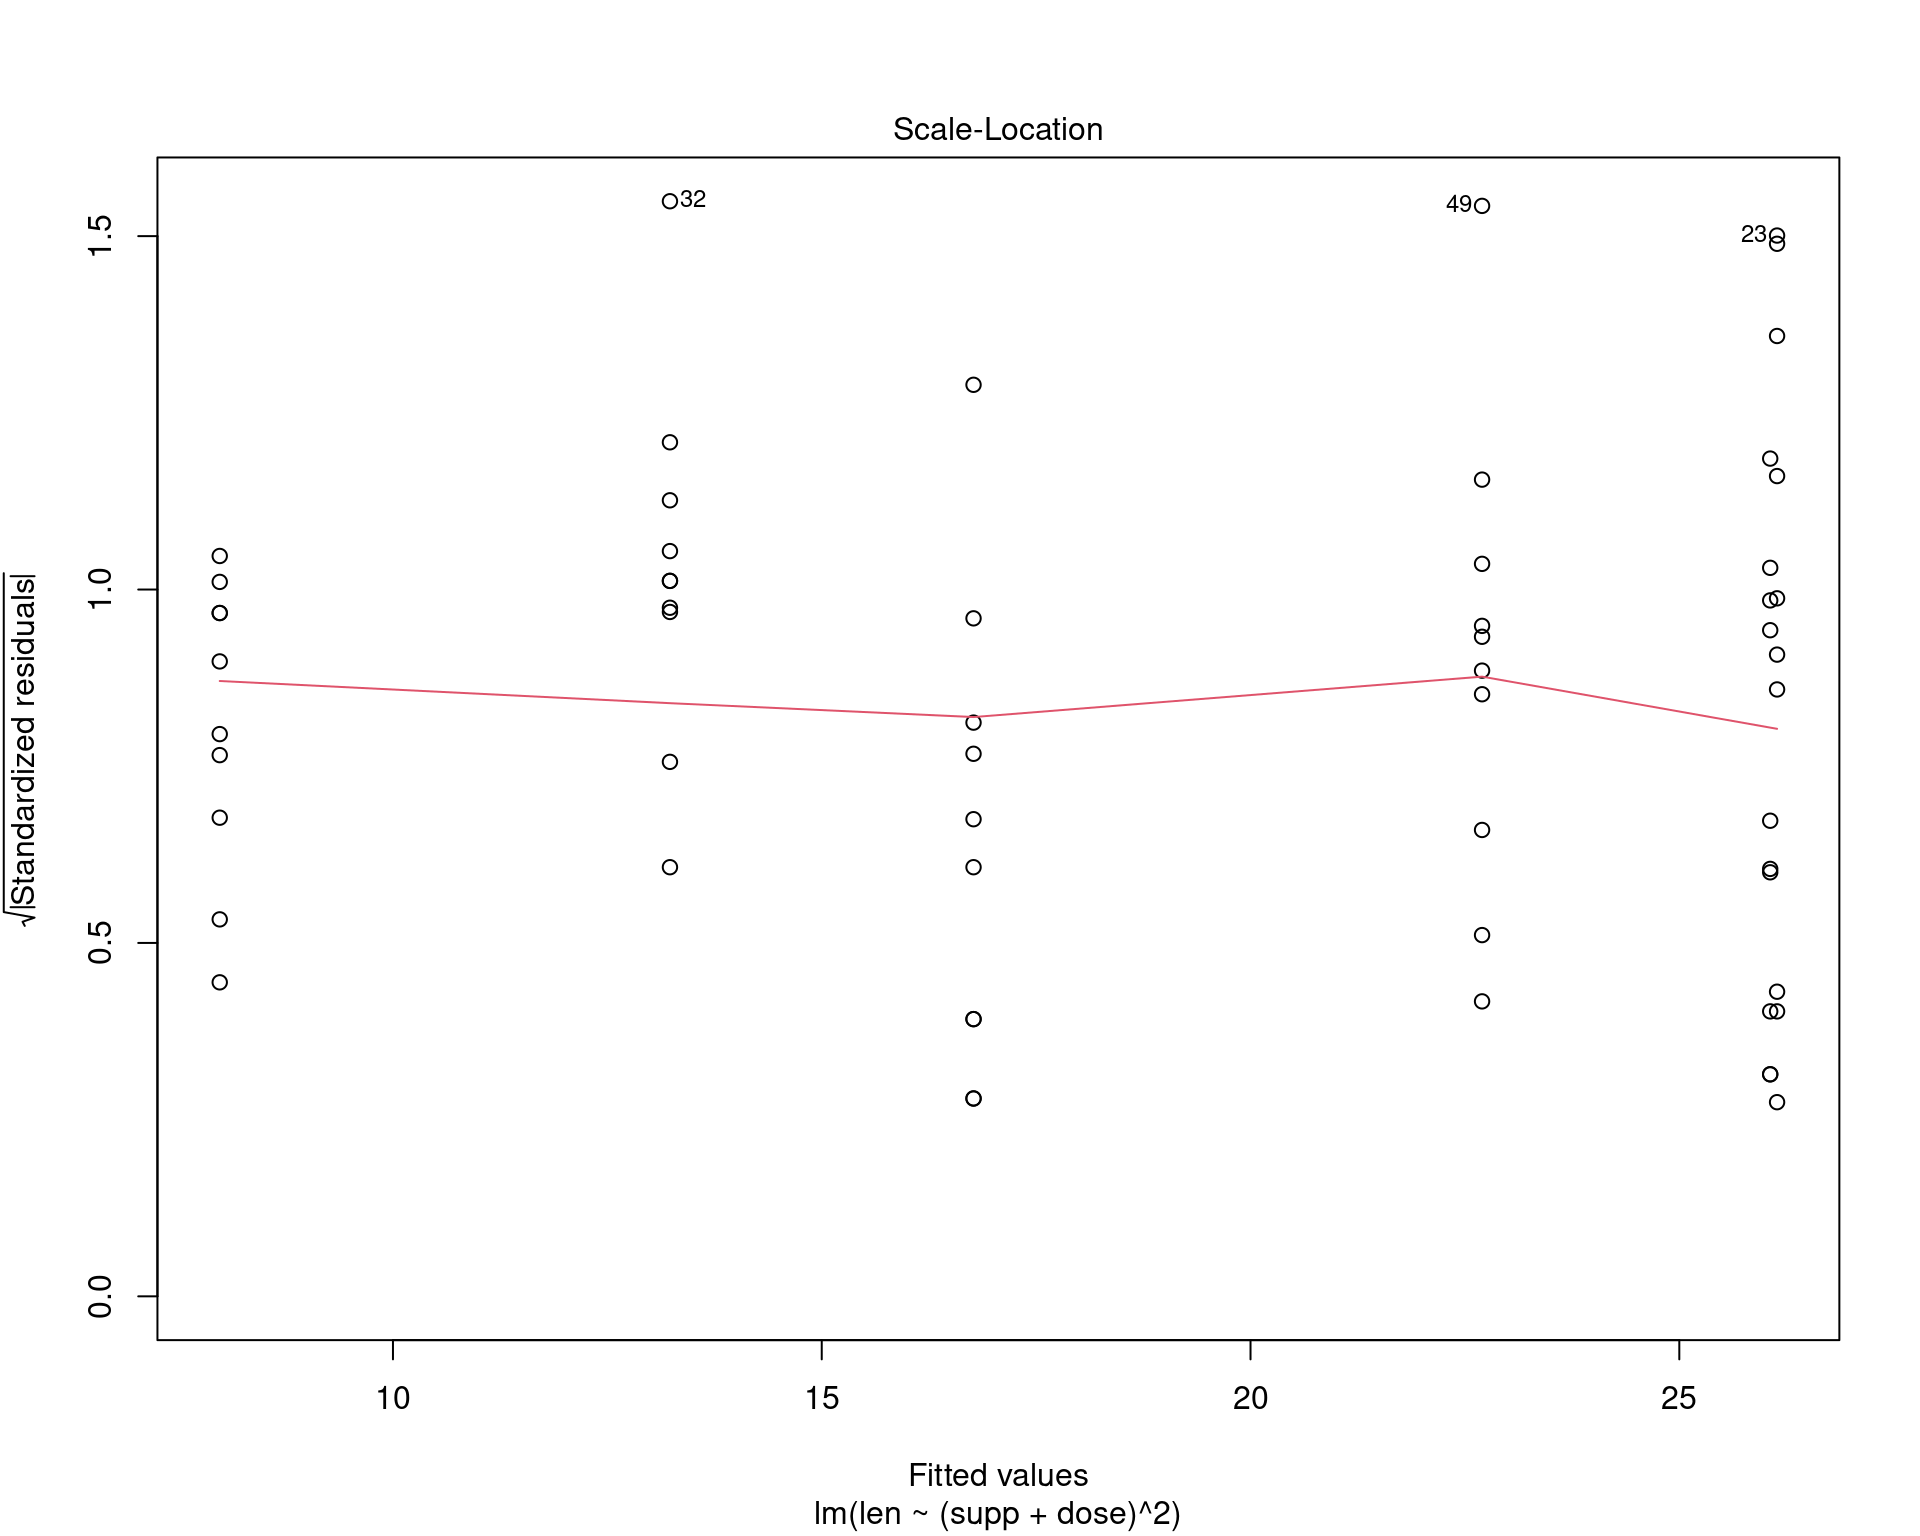 Scale-Location
32
49
23
1.5
1.0
0.5
0.0
√|Standardized residuals|
10 15 20 25
Fitted values
lm(len ~ (supp + dose)^2)